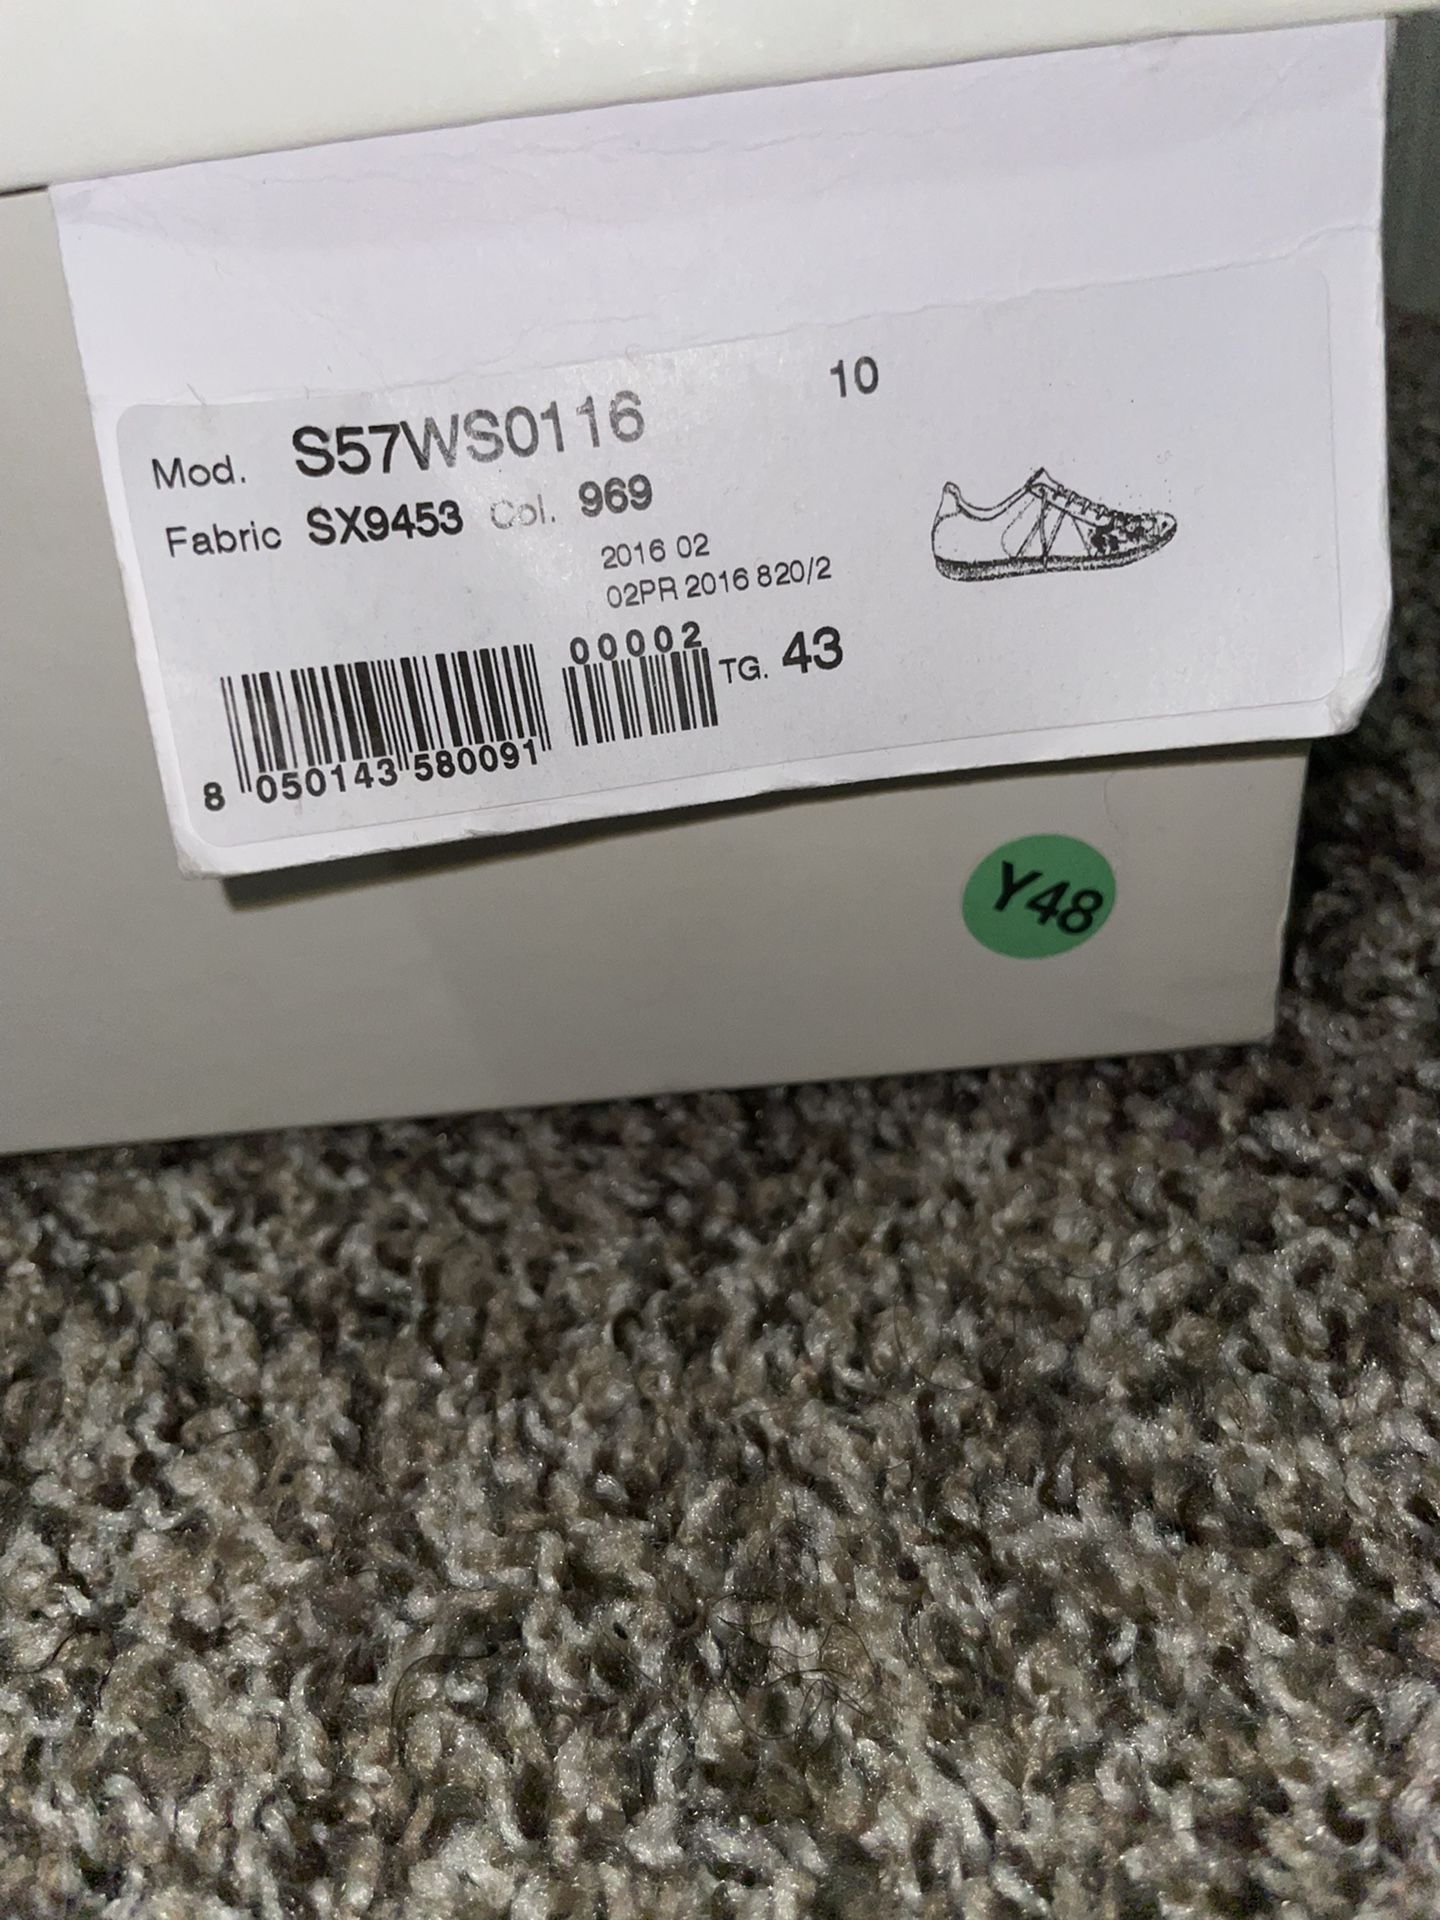 10
Mod. S57WS0116
Fabric SX9453 Col. 969
2016 02
02PR 2016 820/2
00002
TG. 43
8 050143 580091
Y48